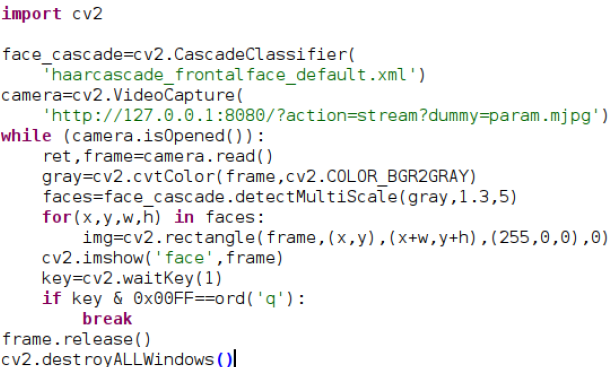 import cv2
face_cascade=cv2.CascadeClassifier(
    'haarcascade_frontalface_default.xml')
camera=cv2.VideoCapture(
    'http://127.0.0.1:8080/?action=stream?dummy=param.mjpg')
while (camera.isOpened()):
    ret,frame=camera.read()
    gray=cv2.cvtColor(frame,cv2.COLOR_BGR2GRAY)
    faces=face_cascade.detectMultiScale(gray,1.3,5)
    for(x,y,w,h) in faces:
        img=cv2.rectangle(frame,(x,y),(x+w,y+h),(255,0,0),0)
    cv2.imshow('face',frame)
    key=cv2.waitKey(1)
    if key & 0x00FF==ord('q'):
        break
frame.release()
cv2.destroyALLWindows()